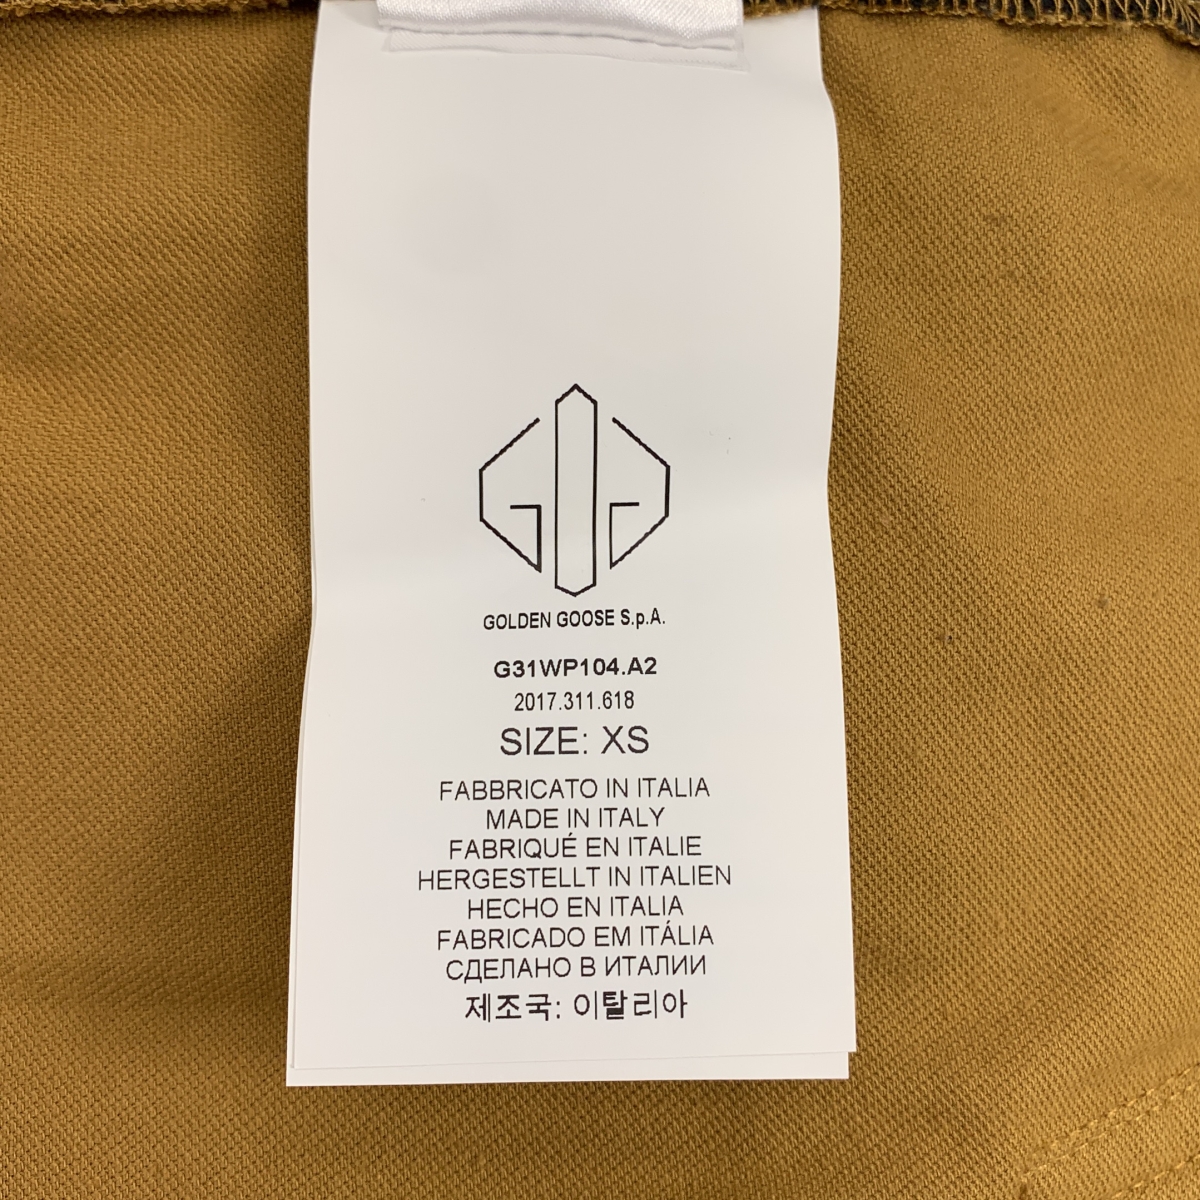 GOLDEN GOOSE S.p.A.
G31WP104.A2
2017.311.618
SIZE: XS
FABBRICATO IN ITALIA
MADE IN ITALY
FABRIQUÉ EN ITALIE
HERGESTELLT IN ITALIEN
HECHO EN ITALIA
FABRICADO EM ITÁLIA
СДЕЛАНО В ИТАЛИИ
제조국: 이탈리아